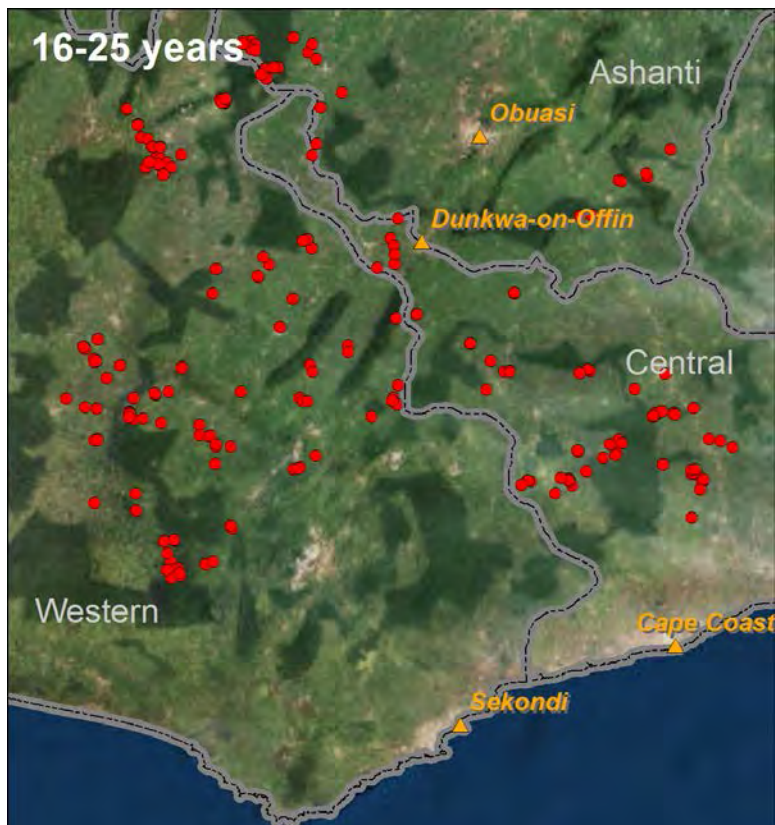 16-25 years
Ashanti
Obuasi
Dunkwa-on-Offin
Central
Western
Cape Coast
Sekondi